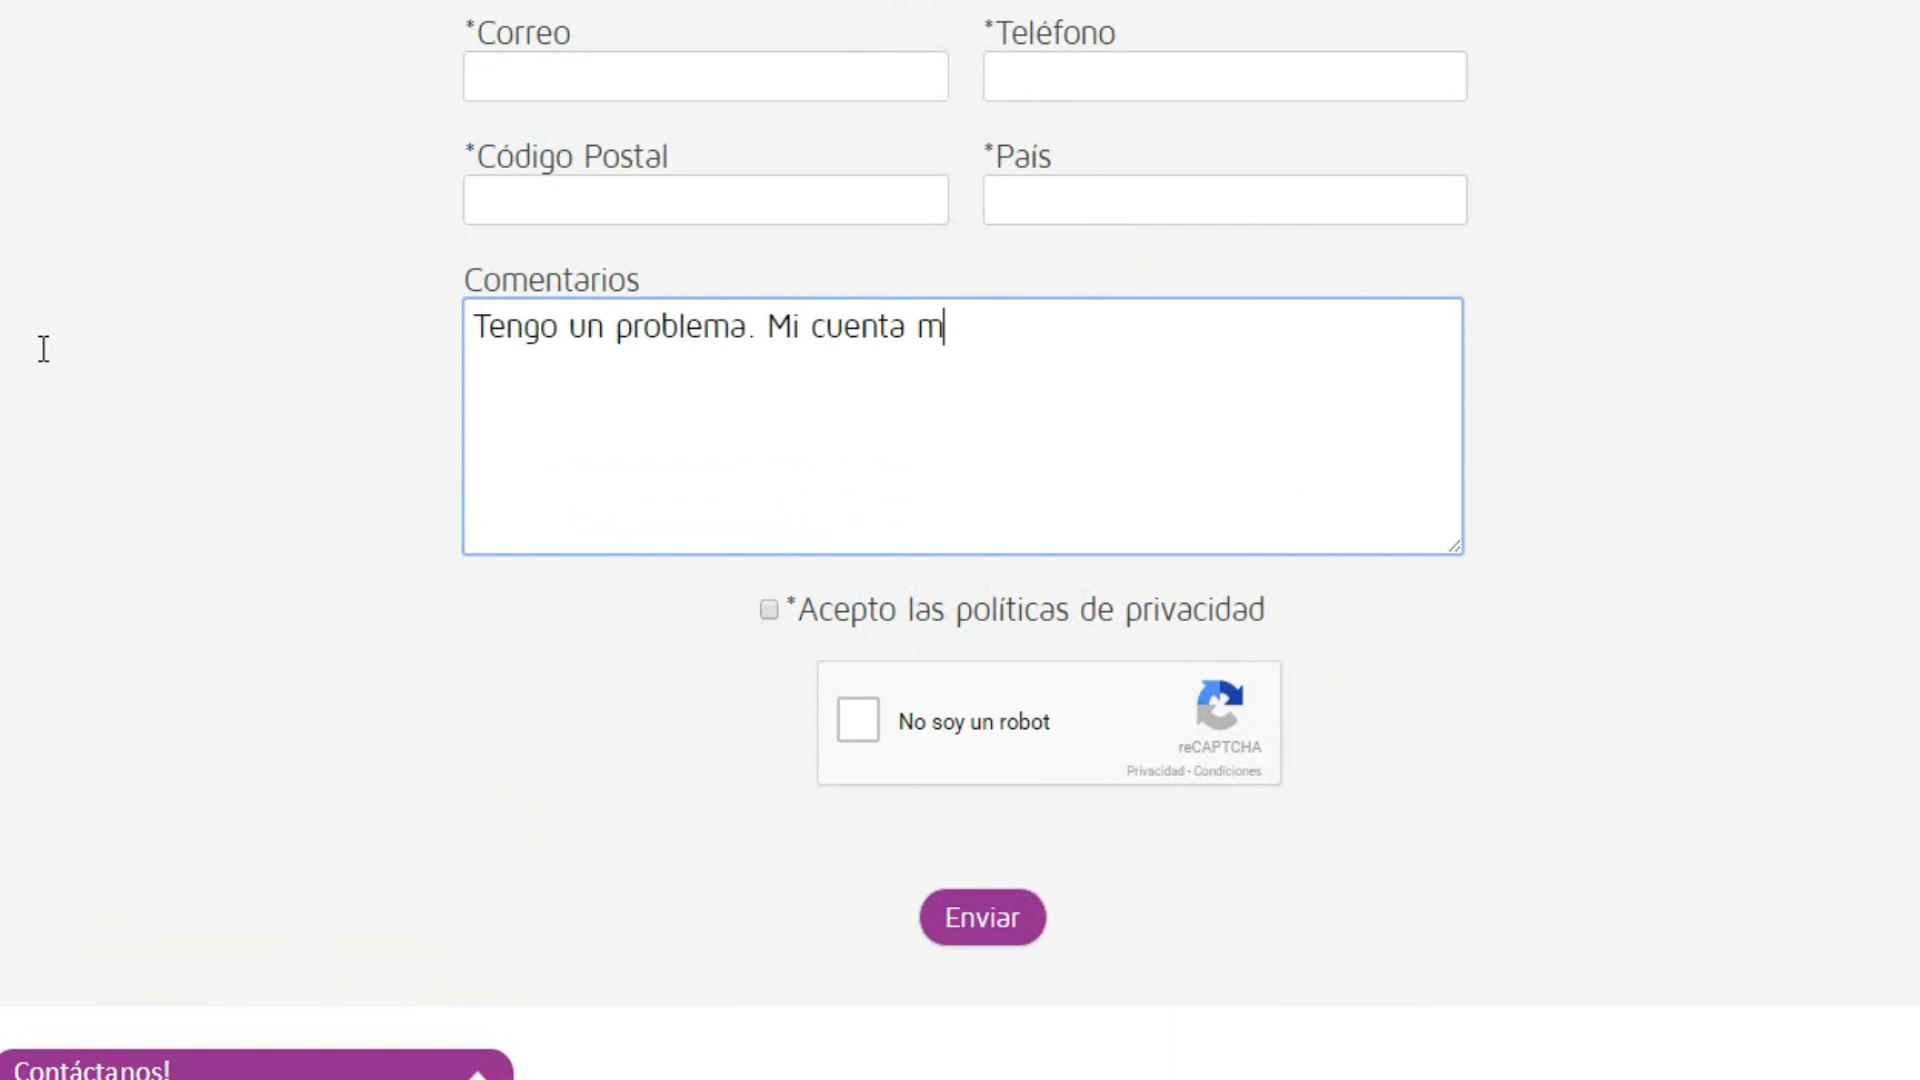 *Correo
*Teléfono
*Código Postal
*País
Comentarios
Tengo un problema. Mi cuenta m
*Acepto las políticas de privacidad
No soy un robot
reCAPTCHA
Privacidad - Condiciones
Enviar
Contáctanos!